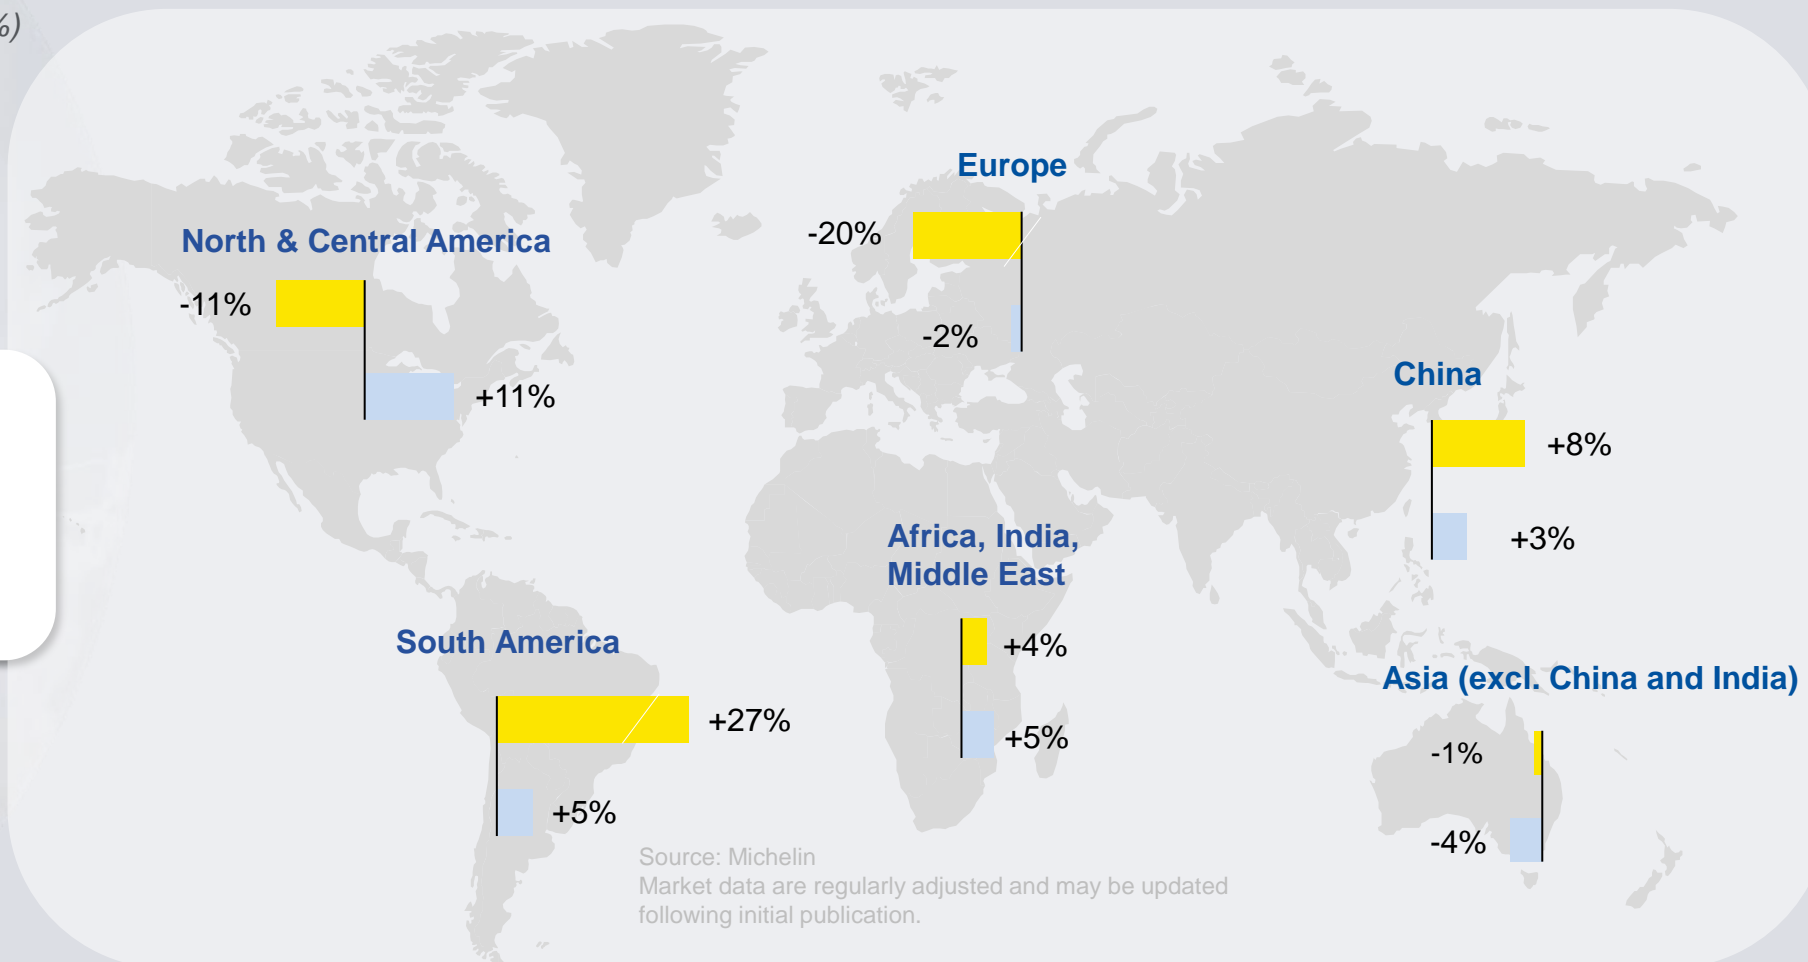 %)
Europe
-20%
-2%
North & Central America
-11%
+11%
China
+8%
+3%
Africa, India,
Middle East
+4%
+5%
South America
+27%
+5%
Asia (excl. China and India)
-1%
-4%
Source: Michelin
Market data are regularly adjusted and may be updated
following initial publication.